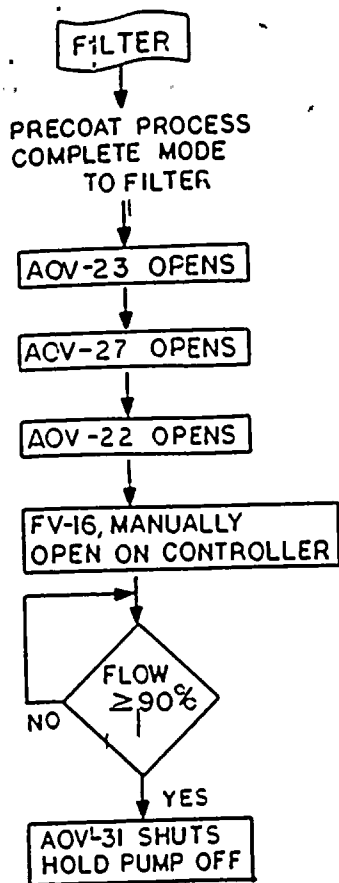 FILTER
PRECOAT PROCESS
COMPLETE MODE
TO FILTER
AOV-23 OPENS
AOV-27 OPENS
AOV-22 OPENS
FV-16, MANUALLY
OPEN ON CONTROLLER
FLOW
≥90%
NO
YES
AOV-31 SHUTS
HOLD PUMP OFF